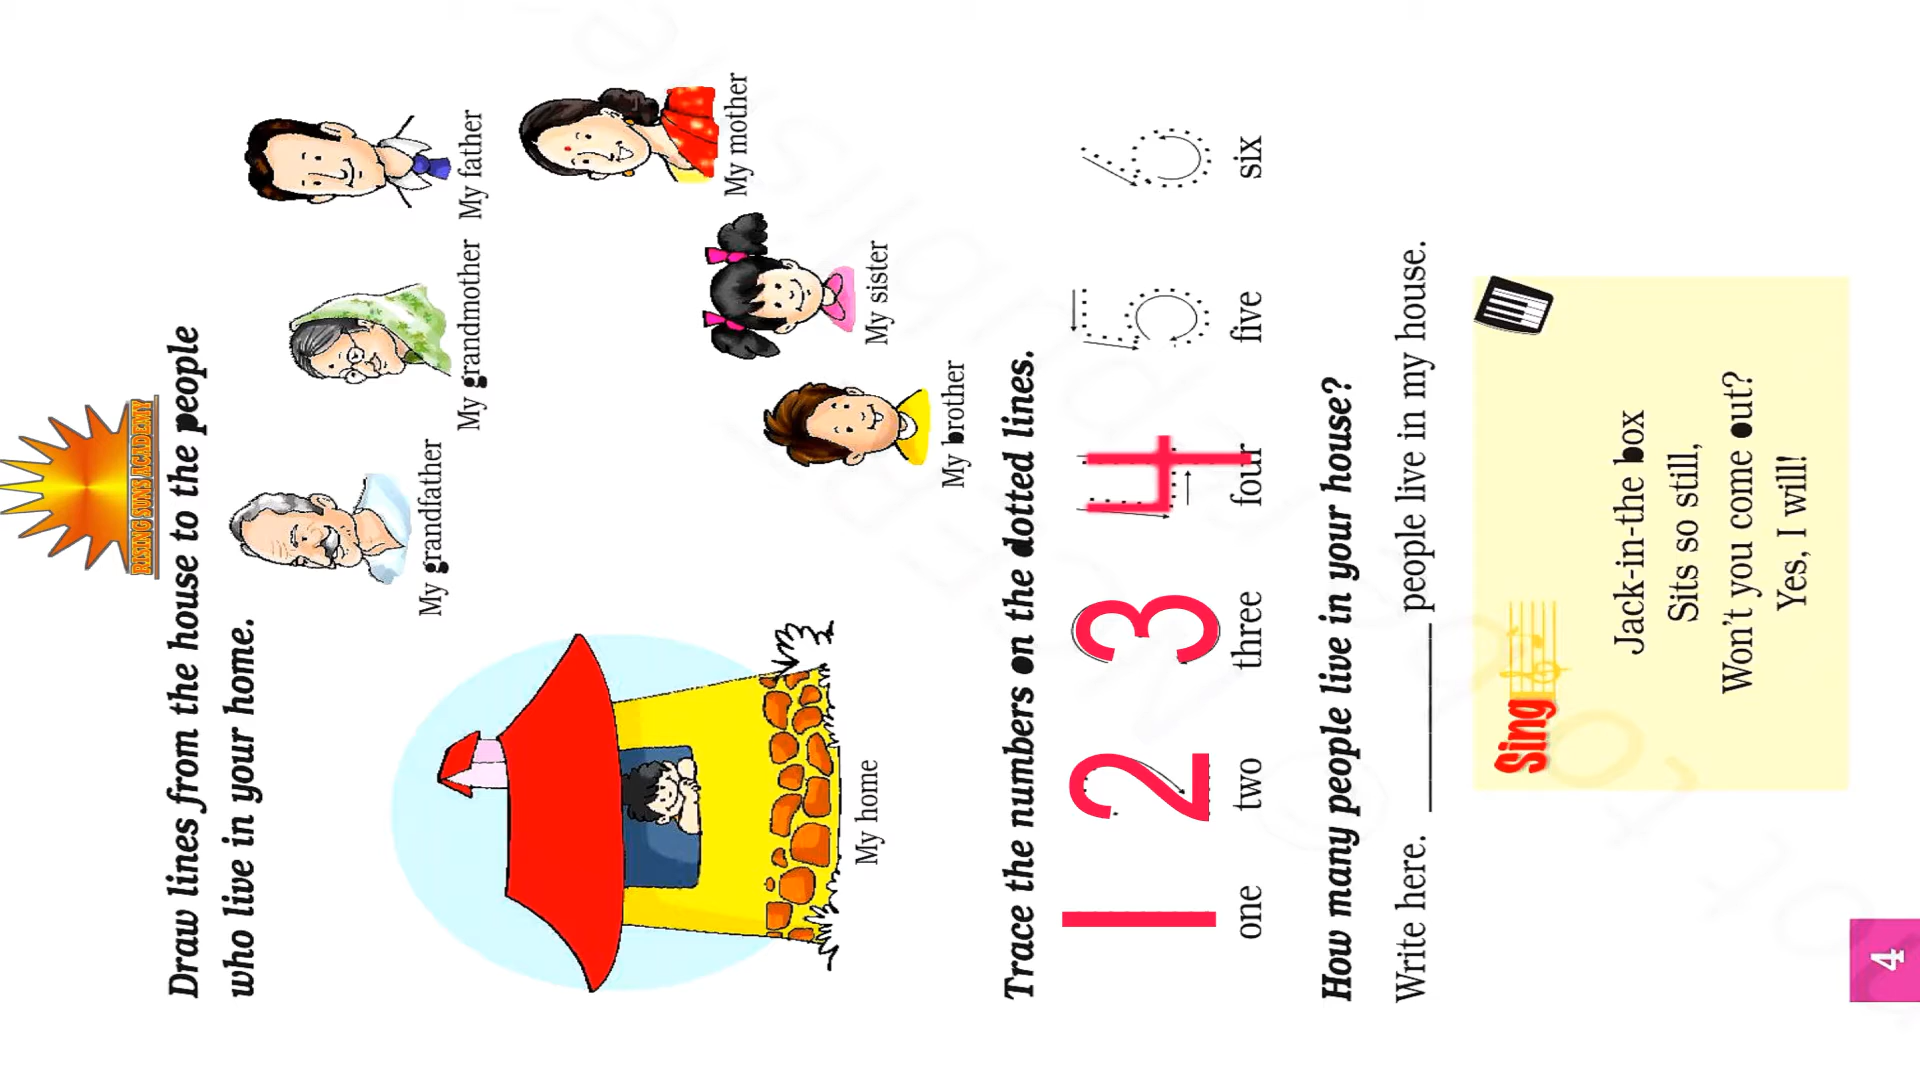 RISING SUNS ACADEMY
Draw lines from the house to the people
who live in your home.
My grandfather
My grandmother
My father
My mother
My sister
My brother
My home
Trace the numbers on the dotted lines.
1 2 3 4 5 6
one two three four five six
How many people live in your house?
Write here. ____________ people live in my house.
Sing
Jack-in-the box
Sits so still,
Won't you come out?
Yes, I will!
4